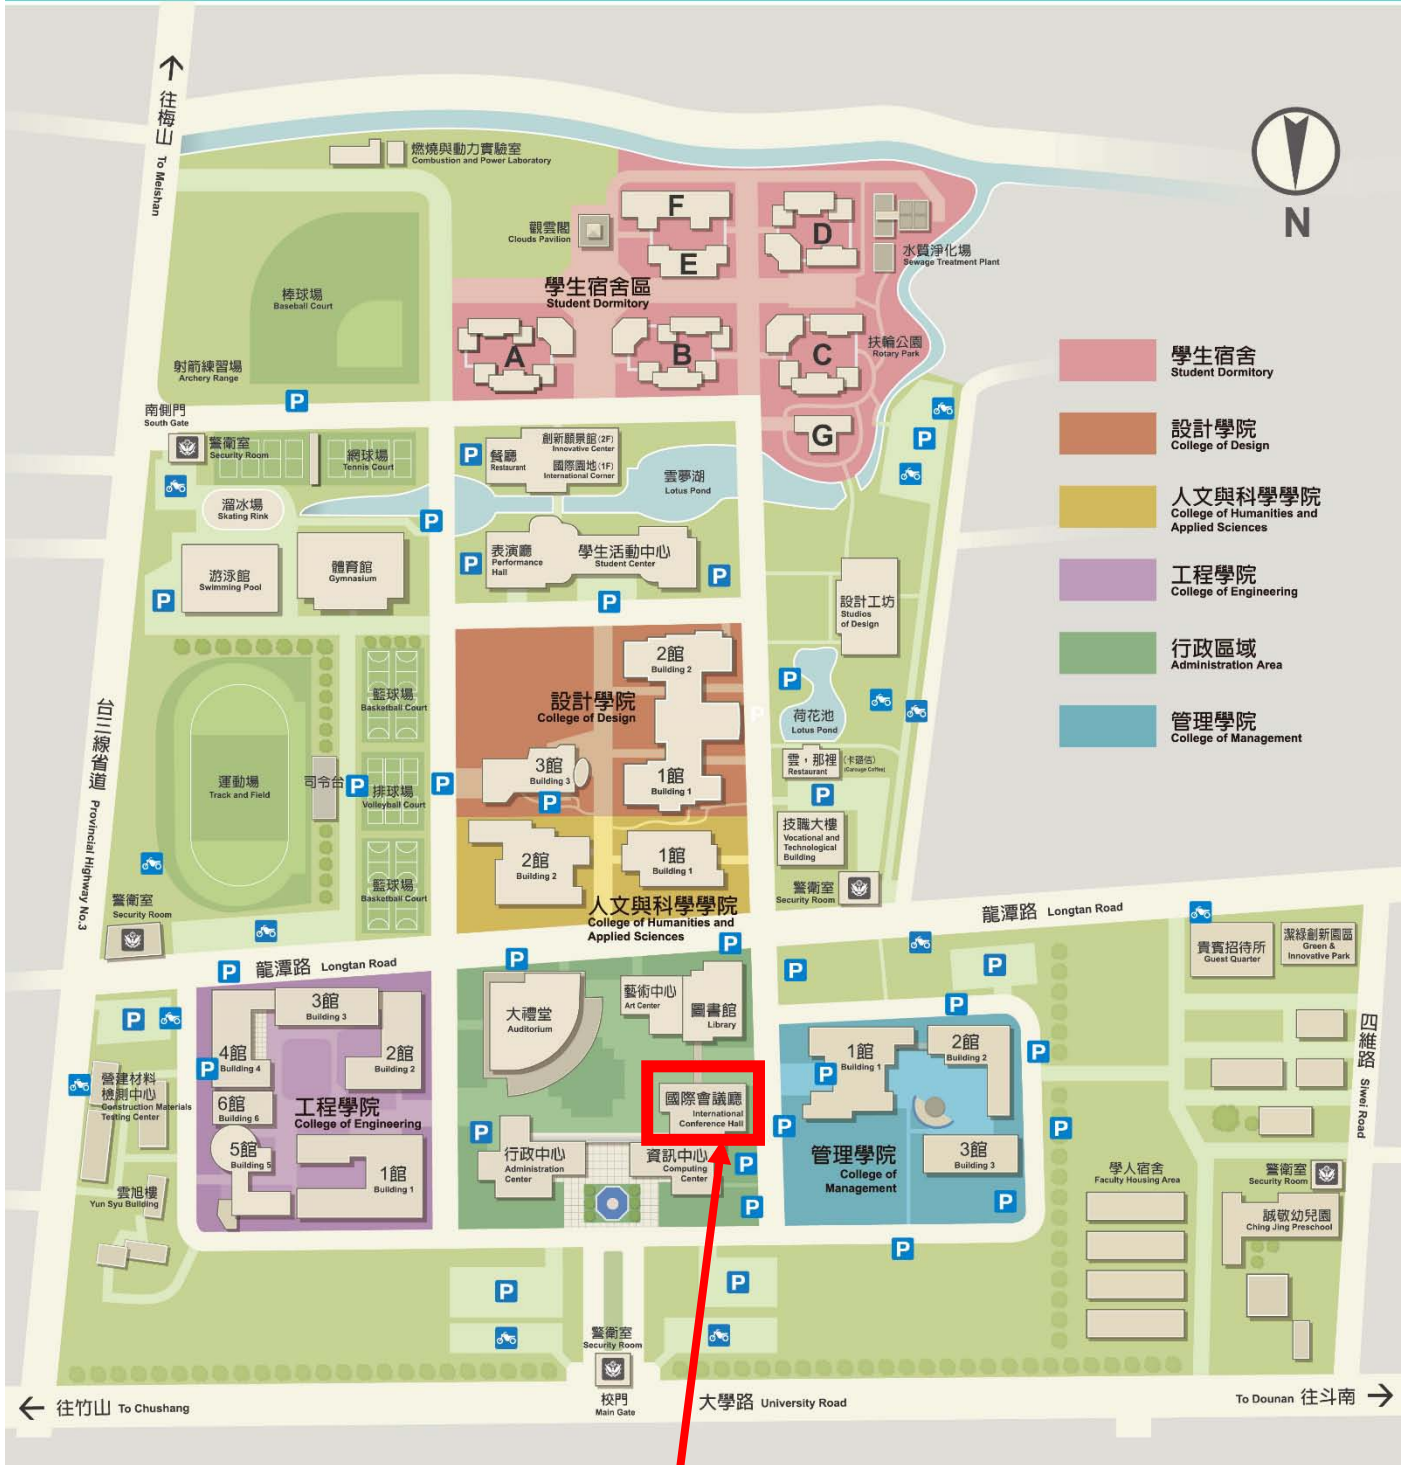 往梅山 To Meishan
燃燒與動力實驗室
Combustion and Power Laboratory
N
觀雲閣
Clouds Pavilion
F
E
D
水質淨化場
Sewage Treatment Plant
學生宿舍區
Student Dormitory
棒球場
Baseball Court
射箭練習場
Archery Range
A
B
C
扶輪公園
Rotary Park
G
學生宿舍
Student Dormitory
設計學院
College of Design
人文與科學學院
College of Humanities and
Applied Sciences
工程學院
College of Engineering
行政區域
Administration Area
管理學院
College of Management
P
南側門
South Gate
警衛室
Security Room
網球場
Tennis Court
P
餐廳
Restaurant
創新願景館(2F)
Innovative Center
國際園地(1F)
International Corner
雲夢湖
Lotus Pond
P
溜冰場
Skating Rink
P
游泳館
Swimming Pool
體育館
Gymnasium
P
P
表演廳
Performance
Hall
學生活動中心
Student Center
P
P
設計工坊
Studios
of Design
台三線省道 Provincial Highway No.3
運動場
Track and Field
司令台
P
籃球場
Basketball Court
排球場
Volleyball Court
籃球場
Basketball Court
P
設計學院
College of Design
2館
Building 2
3館
Building 3
P
1館
Building 1
P
P
荷花池
Lotus Pond
雲，那裡
Restaurant
P
技職大樓
Vocational and
Technological
Building
警衛室
Security Room
2館
Building 2
1館
Building 1
人文與科學學院
College of Humanities and
Applied Sciences
警衛室
Security Room
龍潭路 Longtan Road
P
龍潭路 Longtan Road
P
P
P
P
P
貴賓招待所
Guest Quarter
潔綠創新園區
Green &
Innovative Park
3館
Building 3
4館
Building 4
P
2館
Building 2
6館
Building 6
5館
Building 5
1館
Building 1
工程學院
College of Engineering
P
營建材料
檢測中心
Construction Materials
Testing Center
雲旭樓
Yun Syu Building
大禮堂
Auditorium
藝術中心
Art Center
圖書館
Library
國際會議廳
International
Conference Hall
P
行政中心
Administration
Center
資訊中心
Computing
Center
P
P
P
1館
Building 1
P
2館
Building 2
P
3館
Building 3
管理學院
College of
Management
P
P
P
四維路 Siwei Road
學人宿舍
Faculty Housing Area
警衛室
Security Room
誠敬幼兒園
Ching Jing Preschool
P
P
警衛室
Security Room
校門
Main Gate
往竹山 To Chushang
大學路 University Road
To Dounan 往斗南